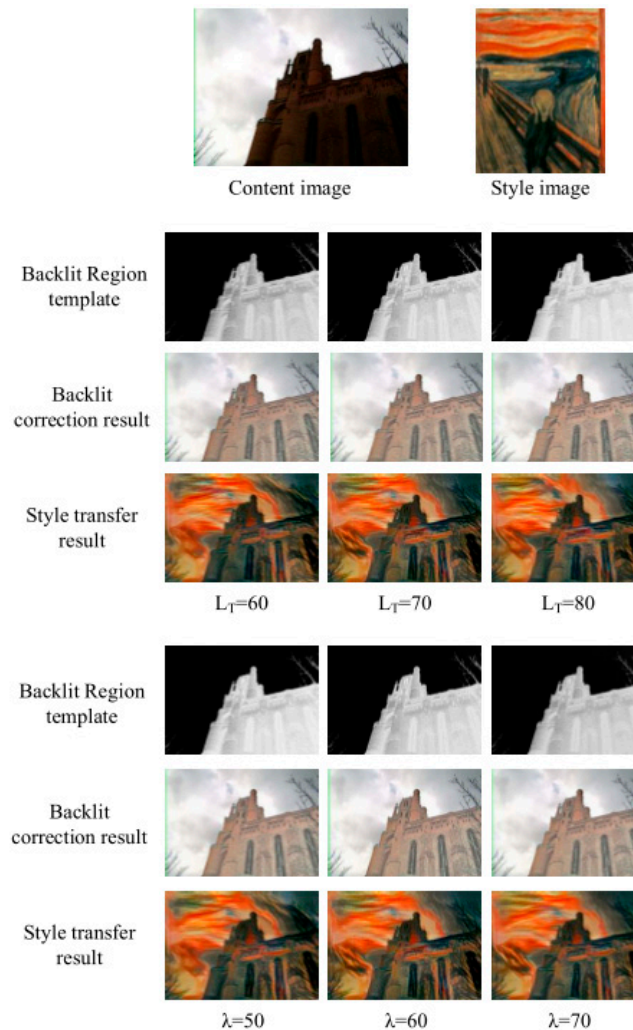 Content image
Style image
Backlit Region
template
Backlit
correction result
Style transfer
result
L_T=60
L_T=70
L_T=80
Backlit Region
template
Backlit
correction result
Style transfer
result
λ=50
λ=60
λ=70